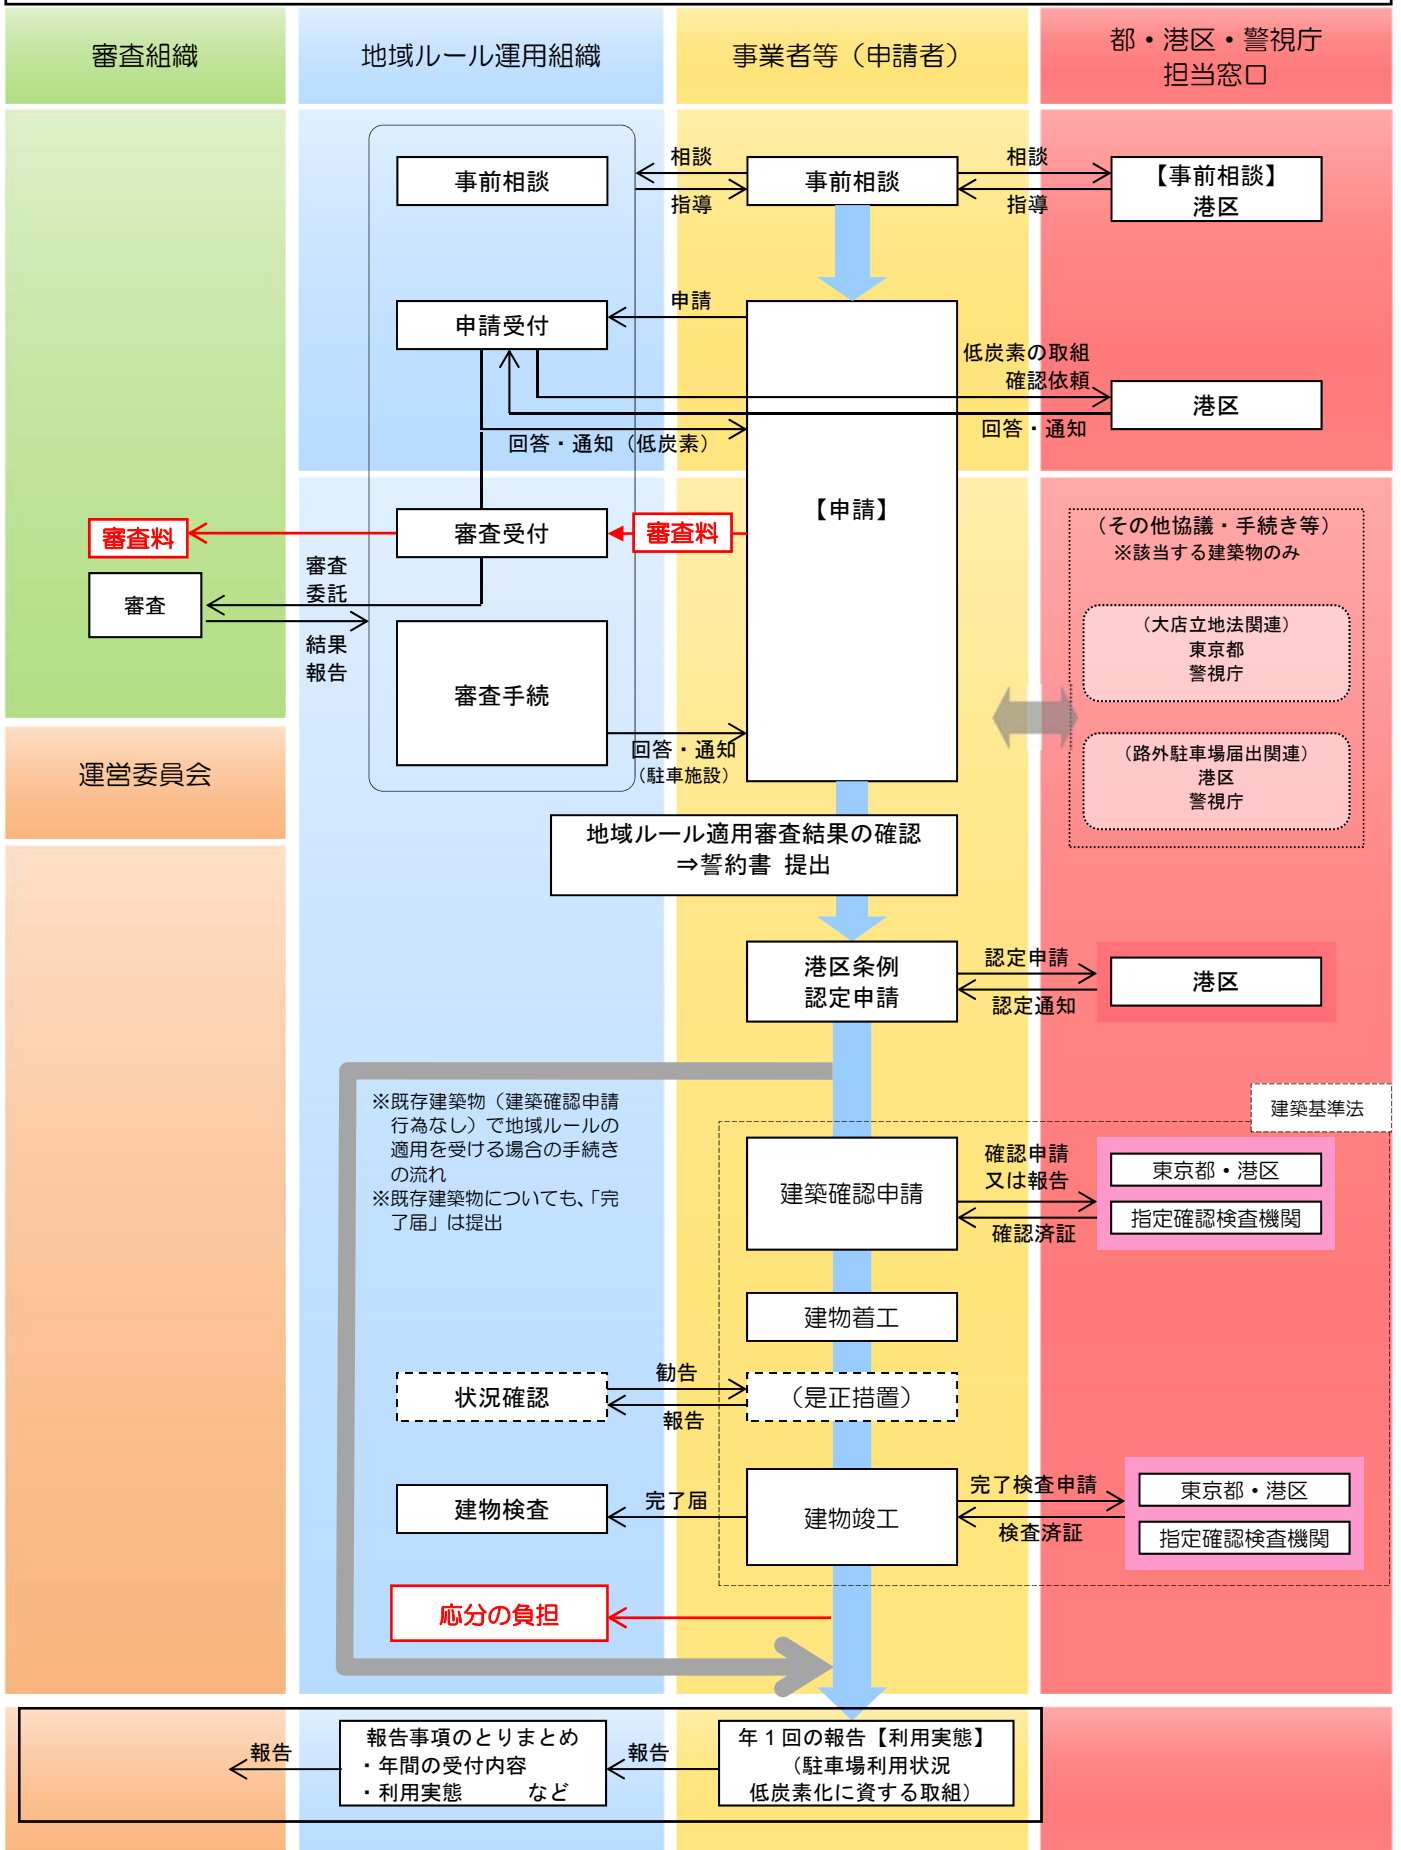 審査組織
地域ルール運用組織
事業者等（申請者）
都・港区・警視庁
担当窓口
事前相談
相談
指導
事前相談
相談
指導
【事前相談】
港区
申請受付
申請
低炭素の取組
確認依頼
港区
回答・通知
回答・通知（低炭素）
【申請】
審査料
審査受付
審査料
審査
委託
審査
結果
報告
審査手続
回答・通知
（駐車施設）
（その他協議・手続き等）
※該当する建築物のみ
（大店立地法関連）
東京都
警視庁
（路外駐車場届出関連）
港区
警視庁
運営委員会
地域ルール適用審査結果の確認
⇒誓約書 提出
港区条例
認定申請
認定申請
認定通知
港区
※既存建築物（建築確認申請
行為なし）で地域ルールの
適用を受ける場合の手続き
の流れ
※既存建築物についても、「完
了届」は提出
建築基準法
建築確認申請
確認申請
又は報告
確認済証
東京都・港区
指定確認検査機関
建物着工
状況確認
勧告
報告
（是正措置）
建物検査
完了届
建物竣工
完了検査申請
検査済証
東京都・港区
指定確認検査機関
応分の負担
報告
報告事項のとりまとめ
・年間の受付内容
・利用実態　　　など
報告
年１回の報告【利用実態】
（駐車場利用状況
低炭素化に資する取組）